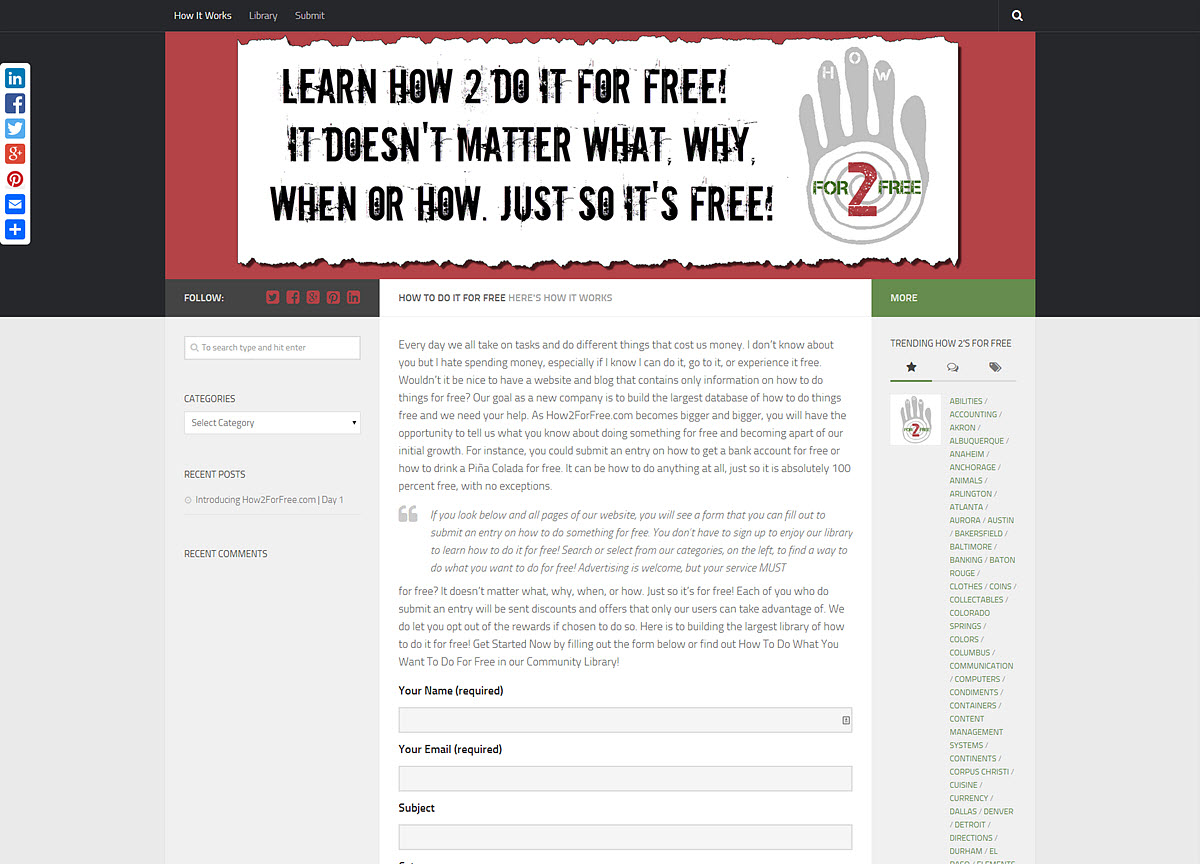 How It Works Library Submit
LEARN HOW 2 DO IT FOR FREE!
IT DOESN'T MATTER WHAT, WHY,
WHEN OR HOW. JUST SO IT'S FREE!
HOW
FOR 2 FREE
FOLLOW:
HOW TO DO IT FOR FREE HERE'S HOW IT WORKS
MORE
To search type and hit enter
CATEGORIES
Select Category
RECENT POSTS
Introducing How2ForFree.com | Day 1
RECENT COMMENTS
Every day we all take on tasks and do different things that cost us money. I don't know about
you but I hate spending money, especially if I know I can do it, go to it, or experience it free.
Wouldn't it be nice to have a website and blog that contains only information on how to do
things for free? Our goal as a new company is to build the largest database of how to do things
free and we need your help. As How2ForFree.com becomes bigger and bigger, you will have the
opportunity to tell us what you know about doing something for free and becoming apart of our
initial growth. For instance, you could submit an entry on how to get a bank account for free or
how to drink a Piña Colada for free. It can be how to do anything at all, just so it is absolutely 100
percent free, with no exceptions.
If you look below and all pages of our website, you will see a form that you can fill out to
submit an entry on how to do something for free. You don't have to sign up to enjoy our library
to learn how to do it for free! Search or select from our categories, on the left, to find a way to
do what you want to do for free! Advertising is welcome, but your service MUST
for free? It doesn't matter what, why, when, or how. Just so it's for free! Each of you who do
submit an entry will be sent discounts and offers that only our users can take advantage of. We
do let you opt out of the rewards if chosen to do so. Here is to building the largest library of how
to do it for free! Get Started Now by filling out the form below or find out How To Do What You
Want To Do For Free in our Community Library!
Your Name (required)
Your Email (required)
Subject
TRENDING HOW 2'S FOR FREE
FOR 2 FREE
ABILITIES /
ACCOUNTING /
AKRON /
ALBUQUERQUE /
ANAHEIM /
ANCHORAGE /
ANIMALS /
ARLINGTON /
ATLANTA /
AURORA / AUSTIN
/ BAKERSFIELD /
BALTIMORE /
BANKING / BATON
ROUGE /
CLOTHES / COINS /
COLLECTABLES /
COLORADO
SPRINGS /
COLORS /
COLUMBUS /
COMMUNICATION
/ COMPUTERS /
CONDIMENTS /
CONTAINERS /
CONTENT
MANAGEMENT
SYSTEMS /
CONTINENTS /
CORPUS CHRISTI /
CUISINE /
CURRENCY /
DALLAS / DENVER
/ DETROIT /
DIRECTIONS /
DURHAM / EL